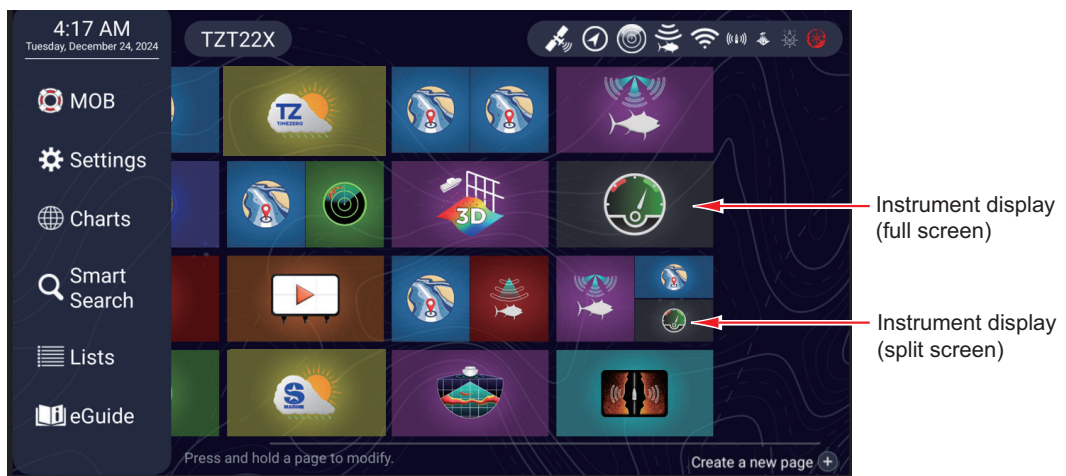 4:17 AM
Tuesday, December 24, 2024
TZT22X
MOB
Settings
Charts
Smart
Search
Lists
eGuide
TZ
TIMEZERO
3D
S
MARINE
Press and hold a page to modify.
Create a new page +
Instrument display
(full screen)
Instrument display
(split screen)